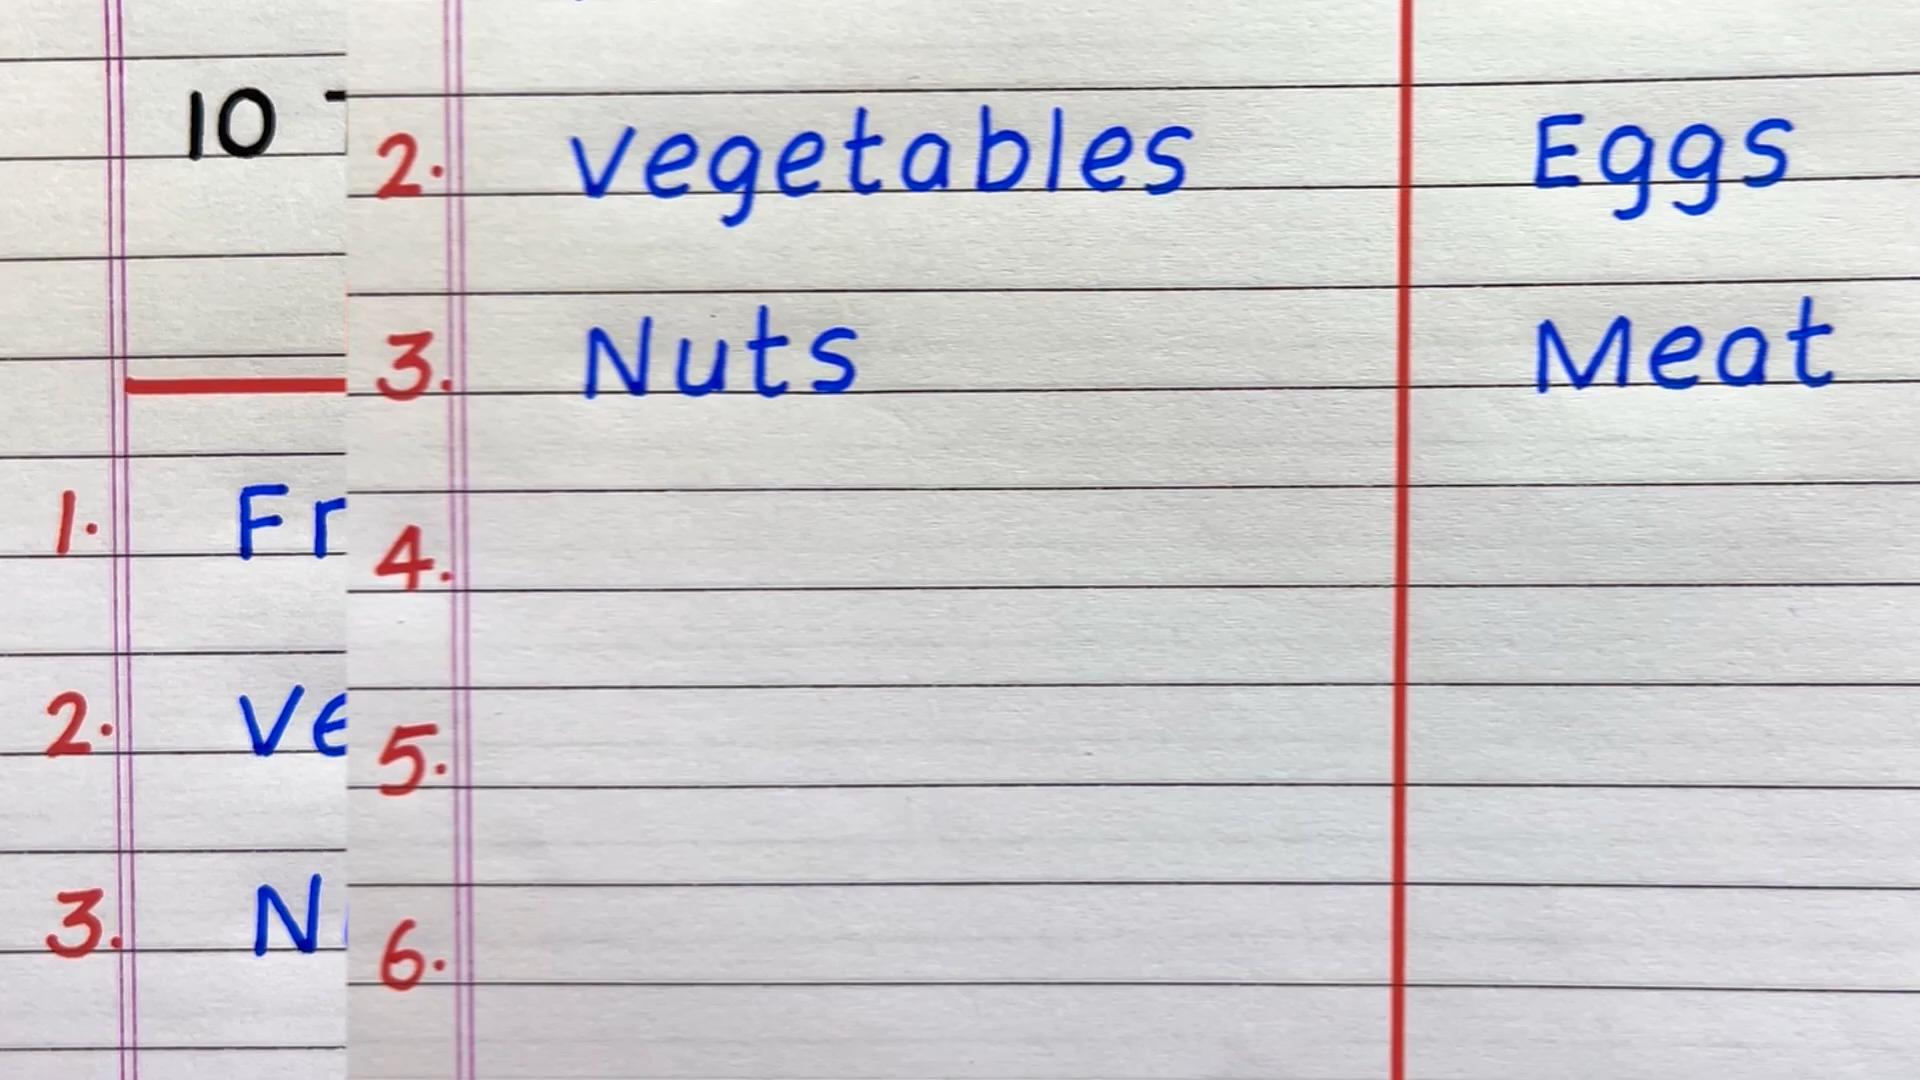 10
1. Fr
2. Ve
3. N
2. Vegetables Eggs
3. Nuts Meat
4.
5.
6.